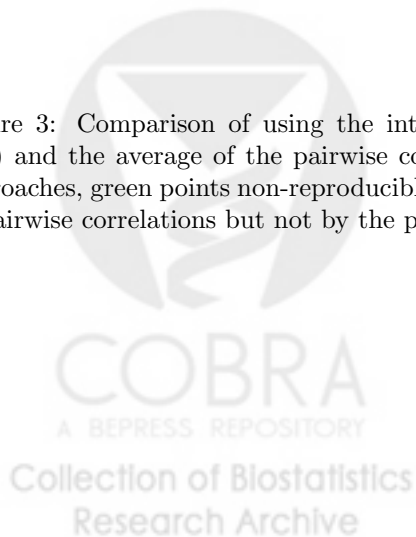 re 3: Comparison of using the int
) and the average of the pairwise co
roaches, green points non-reproducibl
airwise correlations but not by the p
COBRA
A BEPRESS REPOSITORY
Collection of Biostatistics
Research Archive